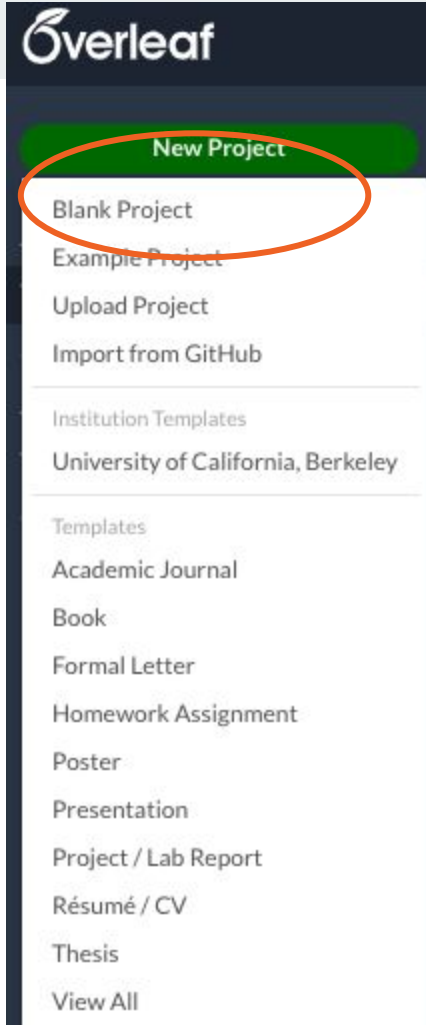 Overleaf
New Project
Blank Project
Example Project
Upload Project
Import from GitHub
Institution Templates
University of California, Berkeley
Templates
Academic Journal
Book
Formal Letter
Homework Assignment
Poster
Presentation
Project / Lab Report
Résumé / CV
Thesis
View All